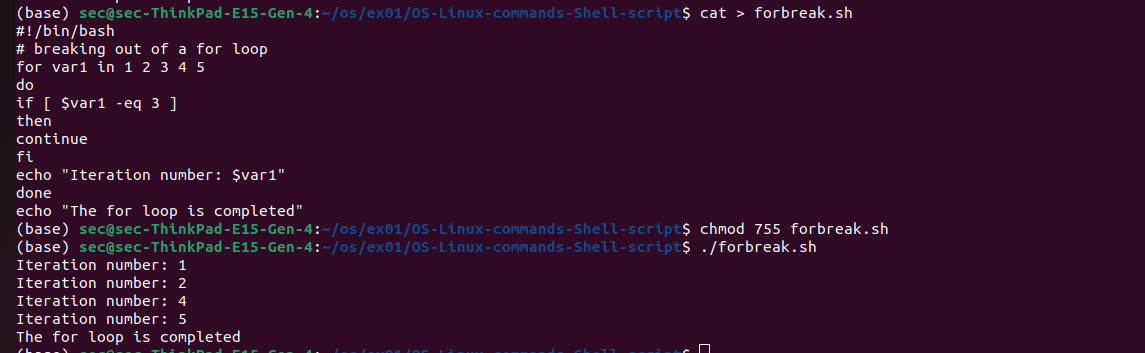 (base) sec@sec-ThinkPad-E15-Gen-4:~/os/ex01/OS-Linux-commands-Shell-script$ cat > forbreak.sh
#!/bin/bash
# breaking out of a for loop
for var1 in 1 2 3 4 5
do
if [ $var1 -eq 3 ]
then
continue
fi
echo "Iteration number: $var1"
done
echo "The for loop is completed"
(base) sec@sec-ThinkPad-E15-Gen-4:~/os/ex01/OS-Linux-commands-Shell-script$ chmod 755 forbreak.sh
(base) sec@sec-ThinkPad-E15-Gen-4:~/os/ex01/OS-Linux-commands-Shell-script$ ./forbreak.sh
Iteration number: 1
Iteration number: 2
Iteration number: 4
Iteration number: 5
The for loop is completed
(base) sec@sec-ThinkPad-E15-Gen-4:~/os/ex01/OS-Linux-commands-Shell-script$